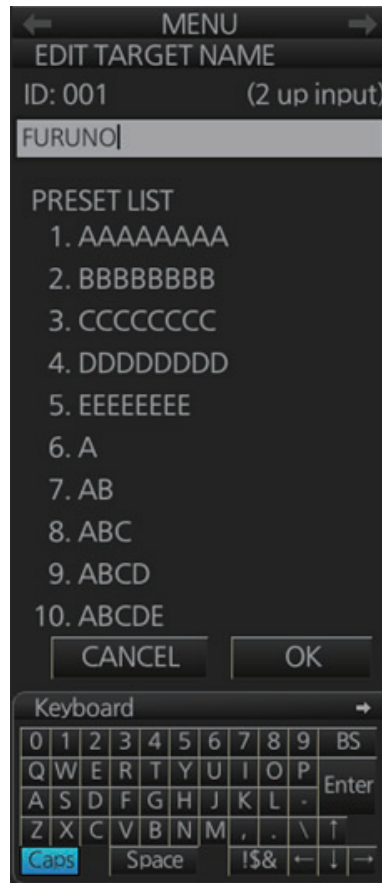 ← MENU →
EDIT TARGET NAME
ID: 001 (2 up input)
FURUNO
PRESET LIST
1. AAAAAAAA
2. BBBBBBBB
3. CCCCCCCC
4. DDDDDDDD
5. EEEEEEEE
6. A
7. AB
8. ABC
9. ABCD
10. ABCDE
CANCEL OK
Keyboard →
0 1 2 3 4 5 6 7 8 9 BS
Q W E R T Y U I O P Enter
A S D F G H J K L -
Z X C V B N M , . \ ↑
Caps Space !$& ← ↓ →